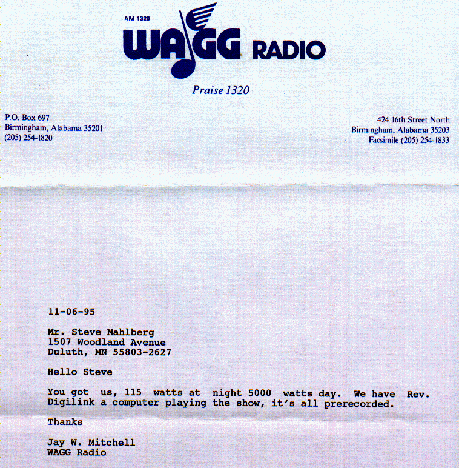 AM 1320
WAGG RADIO
Praise 1320
P.O. Box 697
Birmingham, Alabama 35201
(205) 254-1820
424 16th Street North
Birmingham, Alabama 35203
Facsimile (205) 254-1833
11-06-95
Mr. Steve Nahlberg
1507 Woodland Avenue
Duluth, MN 55803-2627
Hello Steve
You got us, 115 watts at night 5000 watts day. We have Rev.
Digilink a computer playing the show, it's all prerecorded.
Thanks
Jay W. Mitchell
WAGG Radio